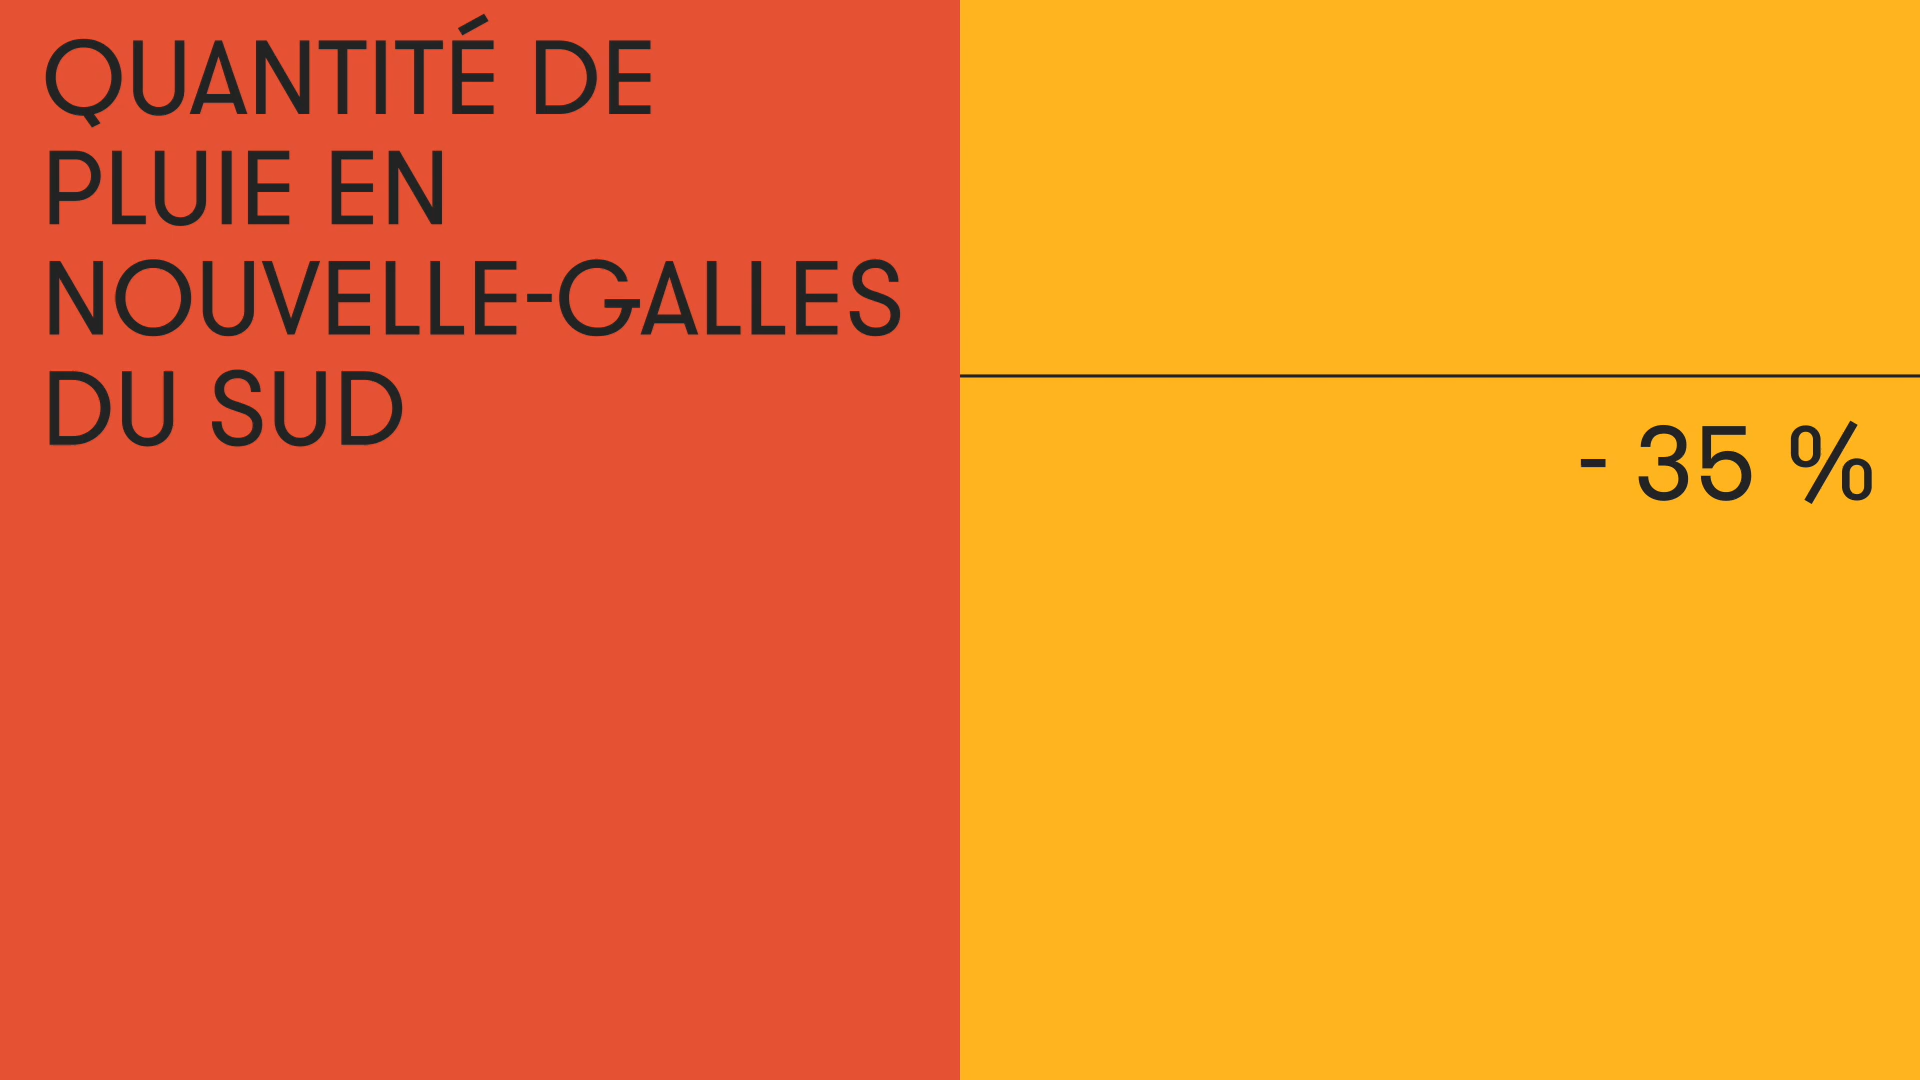 QUANTITÉ DE
PLUIE EN
NOUVELLE-GALLES
DU SUD
- 35 %